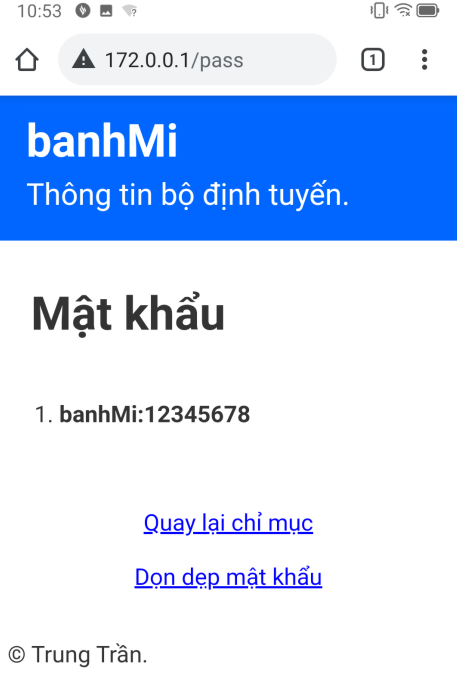 10:53
172.0.0.1/pass
1
banhMi
Thông tin bộ định tuyến.
Mật khẩu
1. banhMi:12345678
Quay lại chỉ mục
Dọn dẹp mật khẩu
© Trung Trần.